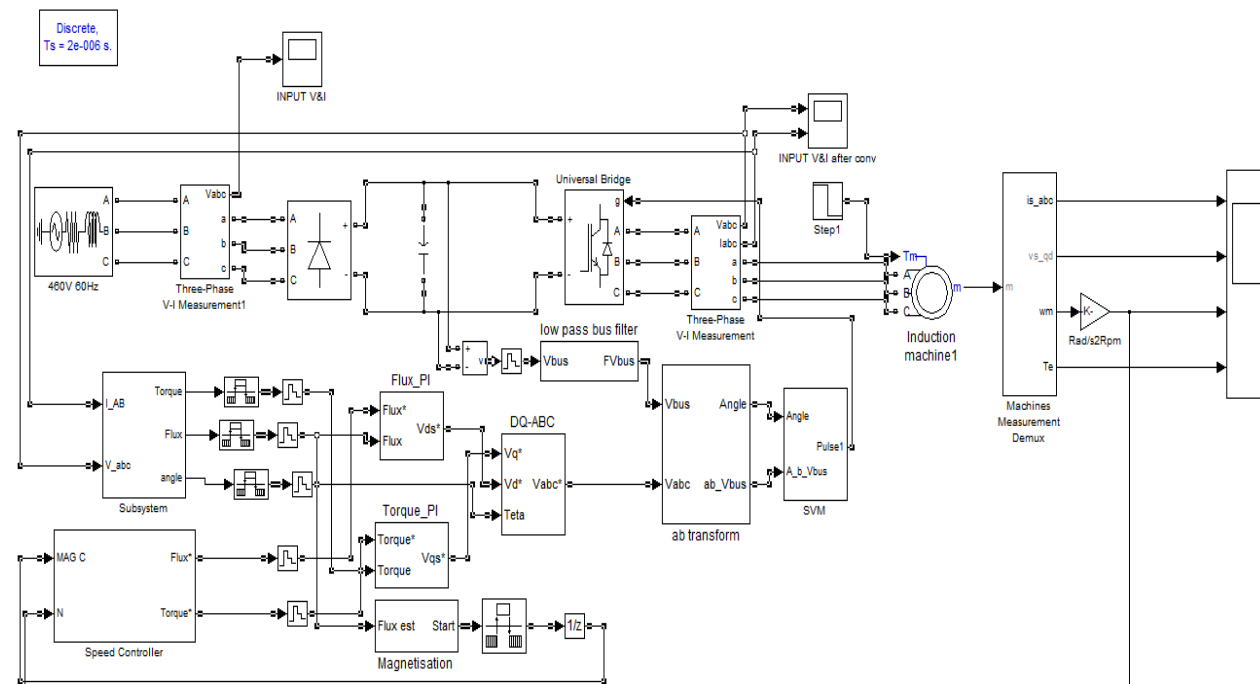 Discrete,
Ts = 2e-006 s.
INPUT V&I
INPUT V&I after conv
A
B
C
460V 60Hz
A
B
C
Vabc
a
b
c
Three-Phase
V-I Measurement1
A
B
C
+
-
Universal Bridge
g
+
-
A
B
C
A
B
C
Vabc
Iabc
a
b
c
Three-Phase
V-I Measurement
Step1
Tm
A
B
C
m
Induction
machine1
m
is_abc
vs_qd
wm
Te
Machines
Measurement
Demux
-K-
Rad/s2Rpm
+
-
v
low pass bus filter
Vbus
FVbus
I_AB
V_abc
Torque
Flux
angle
Subsystem
Flux_PI
Flux*
Flux
Vds*
DQ-ABC
Vq*
Vd*
Teta
Vabc*
Vbus
Vabc
Angle
ab_Vbus
ab transform
Angle
A_b_Vbus
Pulse1
SVM
MAG C
N
Flux*
Torque*
Speed Controller
Torque_PI
Torque*
Torque
Vqs*
Flux est
Start
Magnetisation
1/z